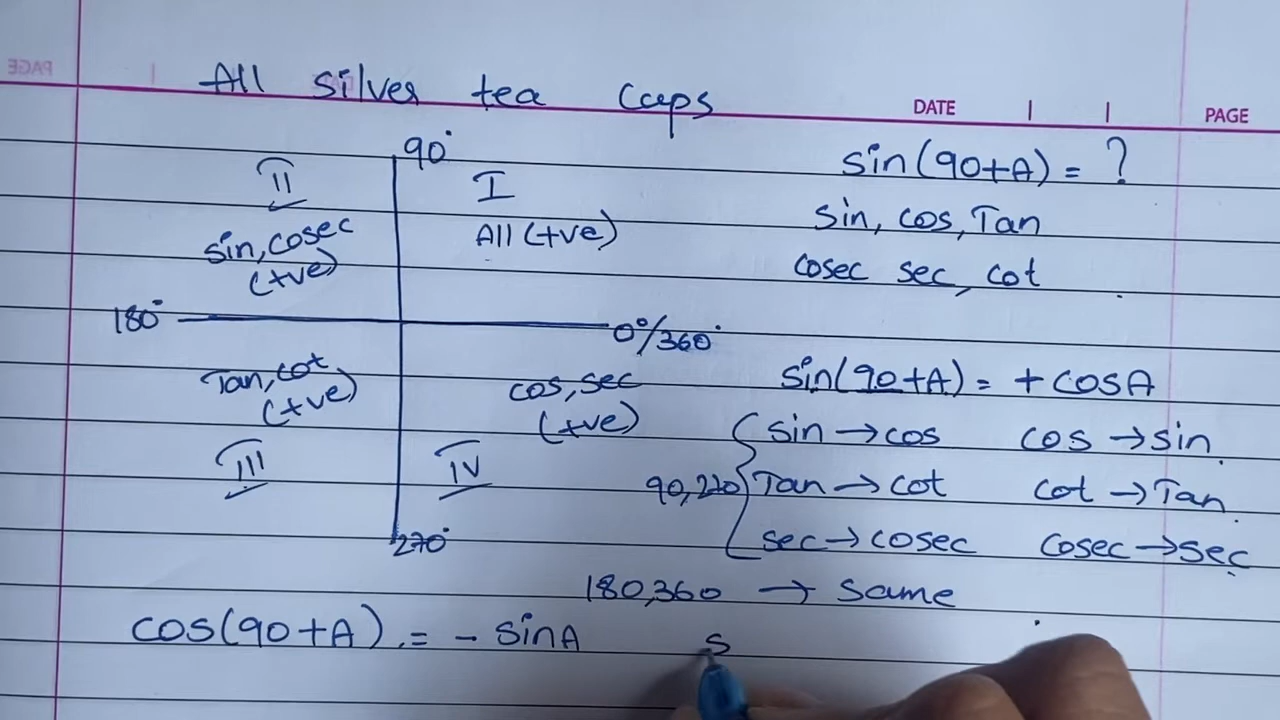 PAGE
All silver tea Cups
DATE PAGE
90°
II
I
sin, cosec
(+ve)
All (+ve)
180°
0°/360°
Tan, cot
(+ve)
cos, sec
(+ve)
III
IV
270°
sin(90+A) = ?
sin, cos, Tan
cosec sec, cot
sin(90+A) = + cosA
sin → cos cos → sin
90,270 Tan → cot cot → Tan
sec → cosec cosec → sec
180,360 → same
cos(90+A) = - sinA s